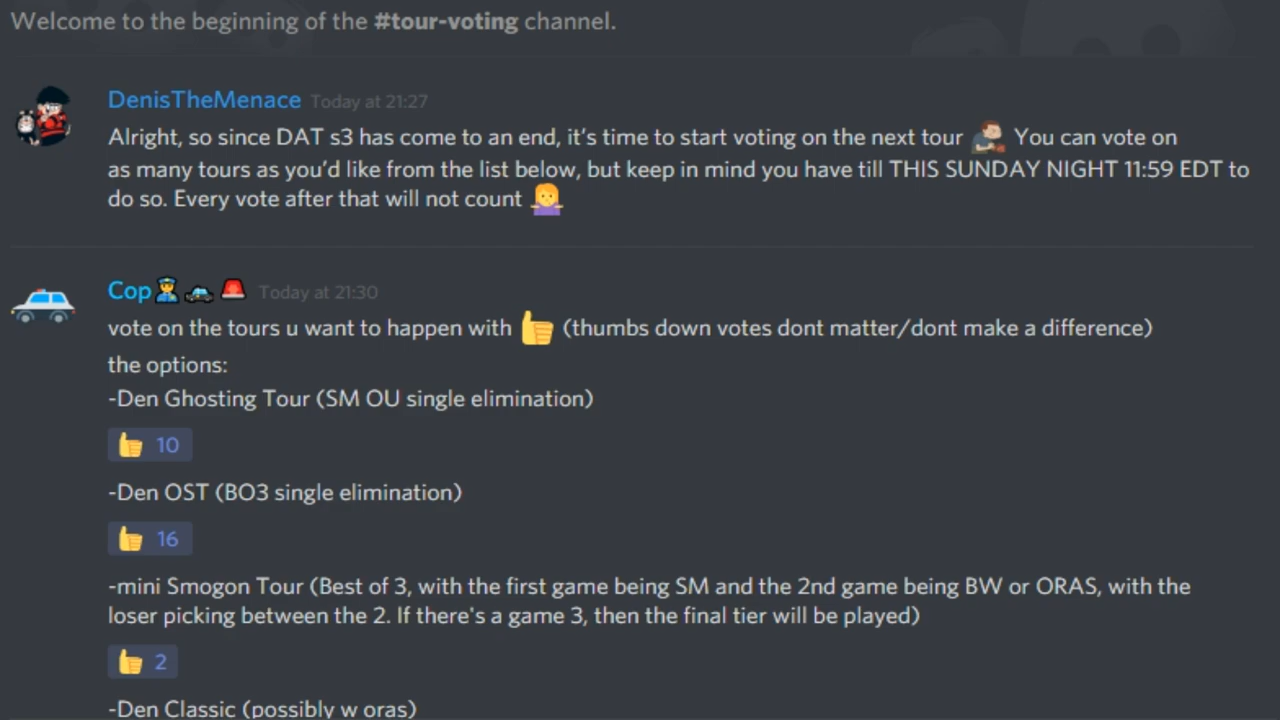 Welcome to the beginning of the #tour-voting channel.
DenisTheMenace Today at 21:27
Alright, so since DAT s3 has come to an end, it's time to start voting on the next tour You can vote on
as many tours as you'd like from the list below, but keep in mind you have till THIS SUNDAY NIGHT 11:59 EDT to
do so. Every vote after that will not count
Cop Today at 21:30
vote on the tours u want to happen with 👍 (thumbs down votes dont matter/dont make a difference)
the options:
-Den Ghosting Tour (SM OU single elimination)
👍 10
-Den OST (BO3 single elimination)
👍 16
-mini Smogon Tour (Best of 3, with the first game being SM and the 2nd game being BW or ORAS, with the
loser picking between the 2. If there's a game 3, then the final tier will be played)
👍 2
-Den Classic (possibly w oras)